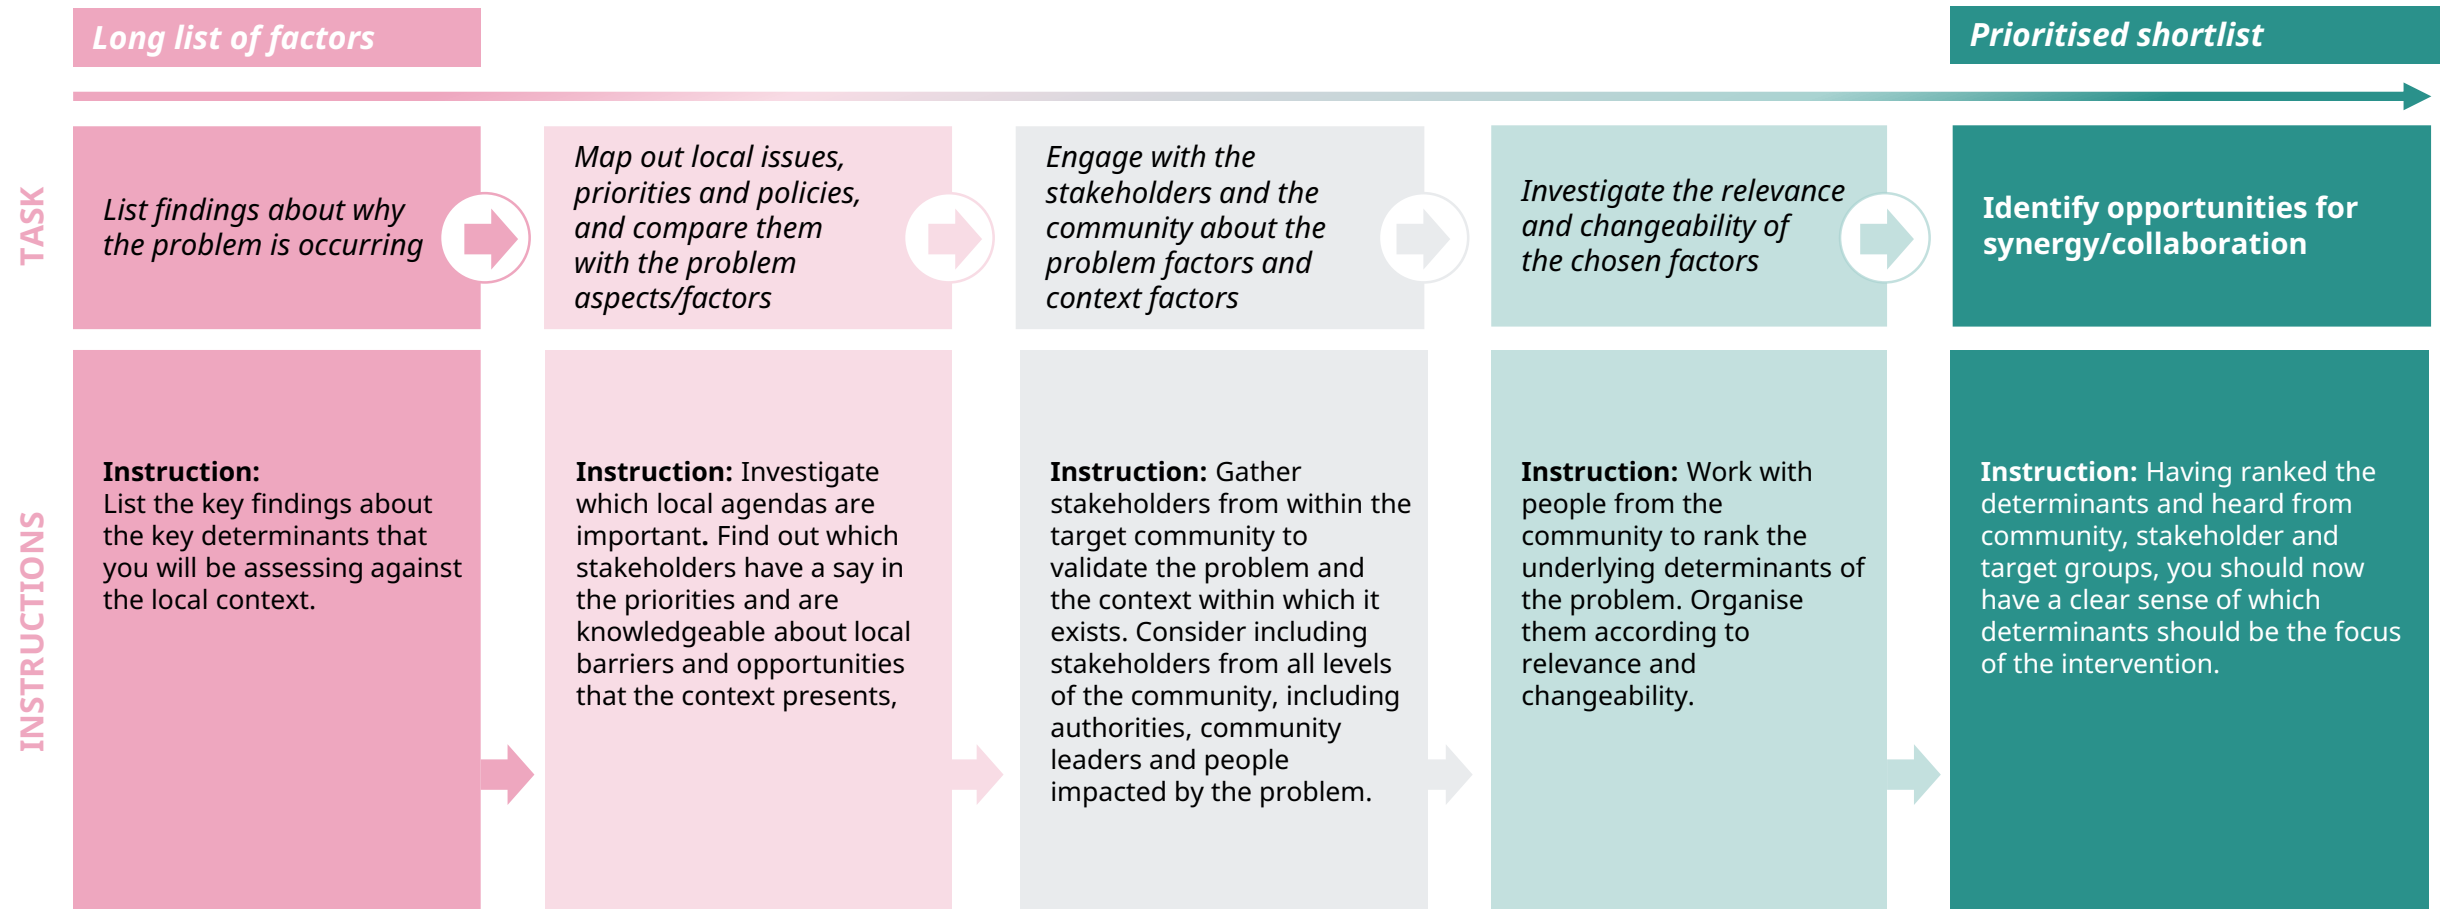 Long list of factors
Prioritised shortlist
TASK
List findings about why
the problem is occurring
Map out local issues,
priorities and policies,
and compare them
with the problem
aspects/factors
Engage with the
stakeholders and the
community about the
problem factors and
context factors
Investigate the relevance
and changeability of
the chosen factors
Identify opportunities for
synergy/collaboration
INSTRUCTIONS
Instruction:
List the key findings about
the key determinants that
you will be assessing against
the local context.
Instruction: Investigate
which local agendas are
important. Find out which
stakeholders have a say in
the priorities and are
knowledgeable about local
barriers and opportunities
that the context presents,
Instruction: Gather
stakeholders from within the
target community to
validate the problem and
the context within which it
exists. Consider including
stakeholders from all levels
of the community, including
authorities, community
leaders and people
impacted by the problem.
Instruction: Work with
people from the
community to rank the
underlying determinants of
the problem. Organise
them according to
relevance and
changeability.
Instruction: Having ranked the
determinants and heard from
community, stakeholder and
target groups, you should now
have a clear sense of which
determinants should be the focus
of the intervention.